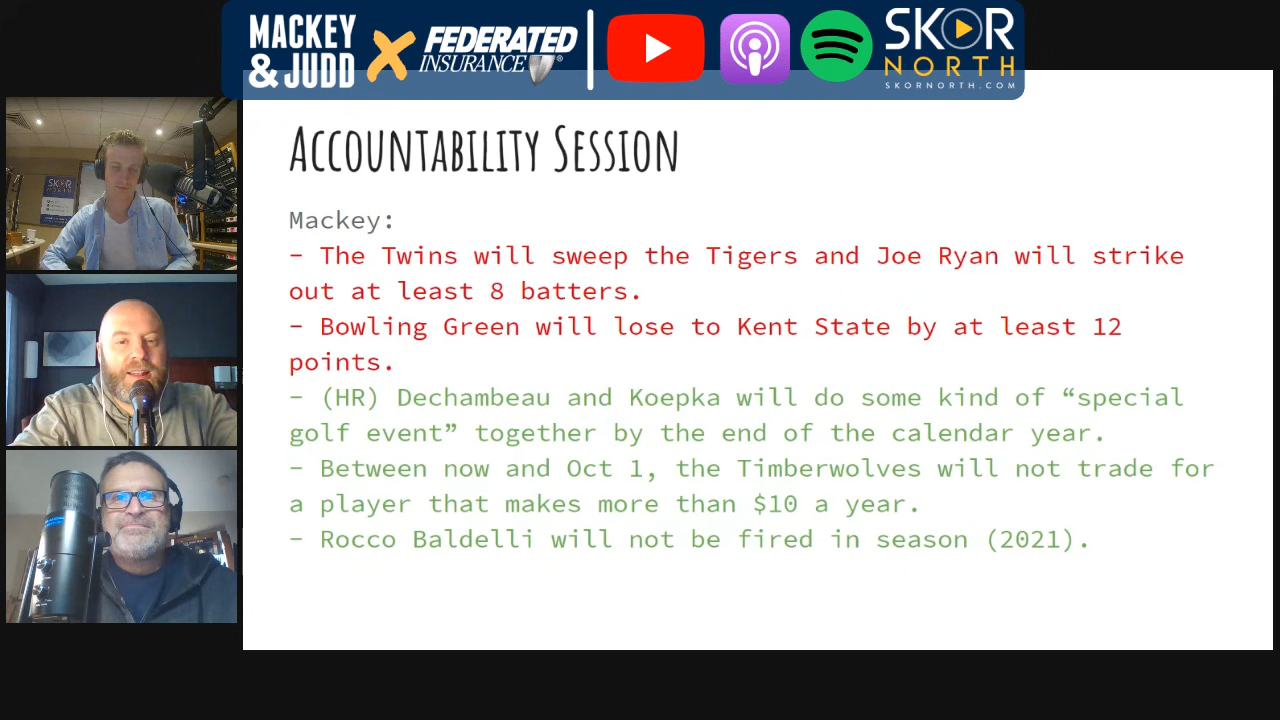 MACKEY
& JUDD
FEDERATED
INSURANCE®
SKOR
NORTH
SKORNORTH.COM
SKOR
NORTH
Accountability Session
Mackey:
- The Twins will sweep the Tigers and Joe Ryan will strike
out at least 8 batters.
- Bowling Green will lose to Kent State by at least 12
points.
- (HR) Dechambeau and Koepka will do some kind of “special
golf event” together by the end of the calendar year.
- Between now and Oct 1, the Timberwolves will not trade for
a player that makes more than $10 a year.
- Rocco Baldelli will not be fired in season (2021).